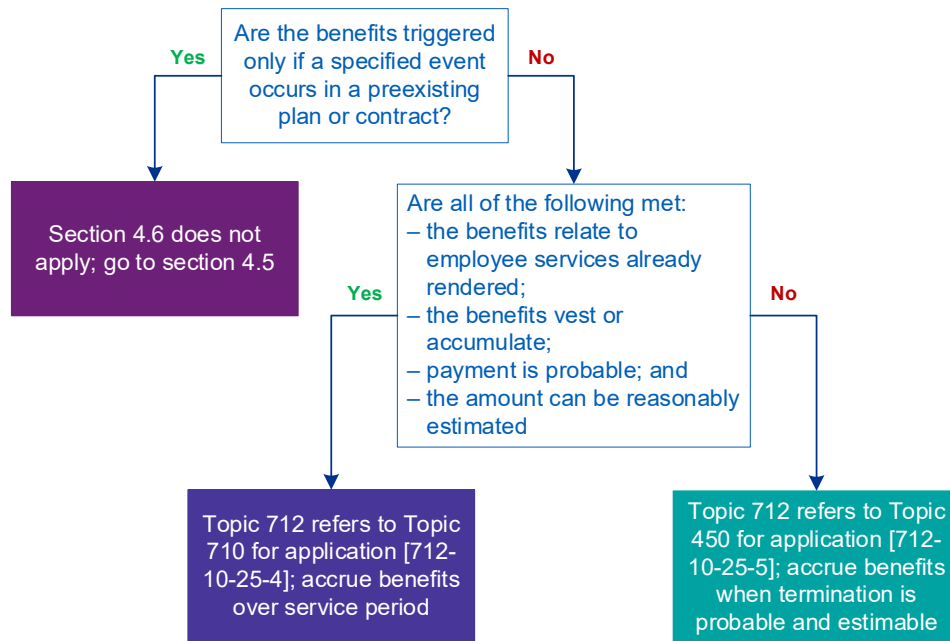 Are the benefits triggered
only if a specified event
occurs in a preexisting
plan or contract?
Yes
No
Section 4.6 does not
apply; go to section 4.5
Are all of the following met:
– the benefits relate to
employee services already
rendered;
– the benefits vest or
accumulate;
– payment is probable; and
– the amount can be reasonably
estimated
Yes
No
Topic 712 refers to Topic
710 for application [712-
10-25-4]; accrue benefits
over service period
Topic 712 refers to Topic
450 for application [712-
10-25-5]; accrue benefits
when termination is
probable and estimable